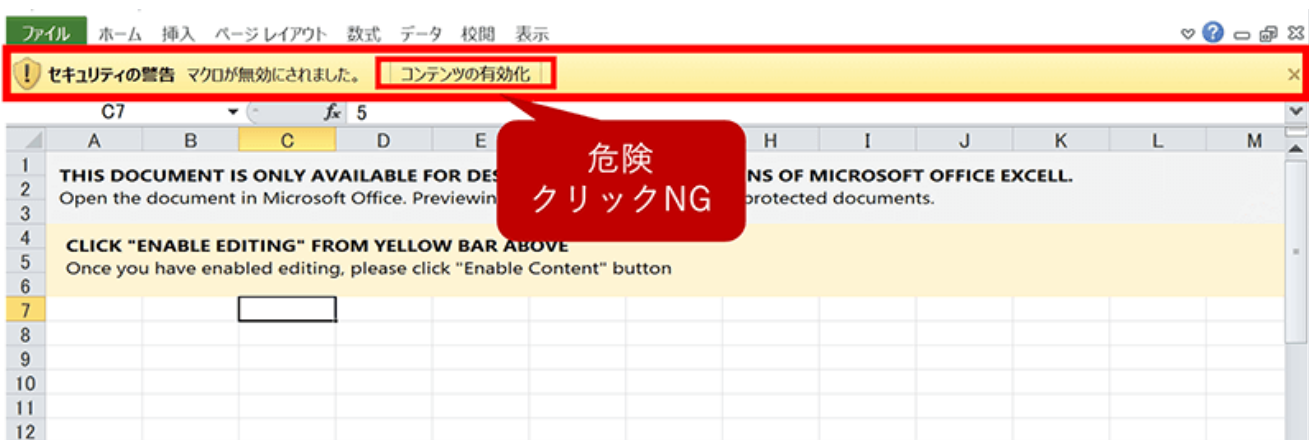 ファイル ホーム 挿入 ページ レイアウト 数式 データ 校閲 表示
セキュリティの警告 マクロが無効にされました。 コンテンツの有効化
C7 fx 5
A B C D E H I J K L M
危険
クリックNG
1
THIS DOCUMENT IS ONLY AVAILABLE FOR DES NS OF MICROSOFT OFFICE EXCELL.
2 Open the document in Microsoft Office. Previewin protected documents.
3
4 CLICK "ENABLE EDITING" FROM YELLOW BAR ABOVE
5 Once you have enabled editing, please click "Enable Content" button
6
7
8
9
10
11
12